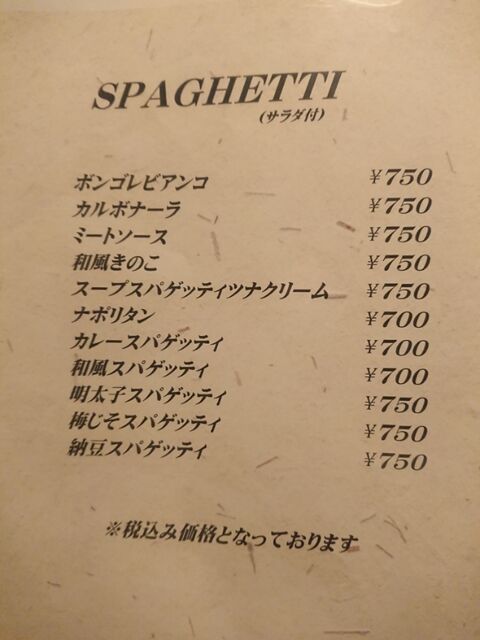 SPAGHETTI
(サラダ付)
ボンゴレビアンコ ¥750
カルボナーラ ¥750
ミートソース ¥750
和風きのこ ¥750
スープスパゲッティツナクリーム ¥750
ナポリタン ¥700
カレースパゲッティ ¥700
和風スパゲッティ ¥700
明太子スパゲッティ ¥750
梅じそスパゲッティ ¥750
納豆スパゲッティ ¥750
※税込み価格となっております